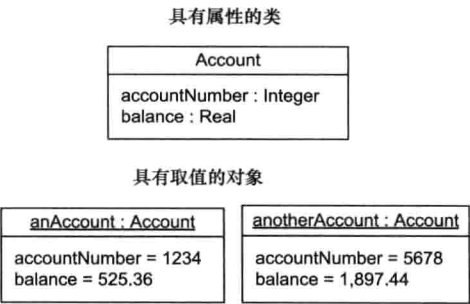 具有属性的类
Account
accountNumber : Integer
balance : Real
具有取值的对象
anAccount : Account
accountNumber = 1234
balance = 525.36
anotherAccount : Account
accountNumber = 5678
balance = 1,897.44